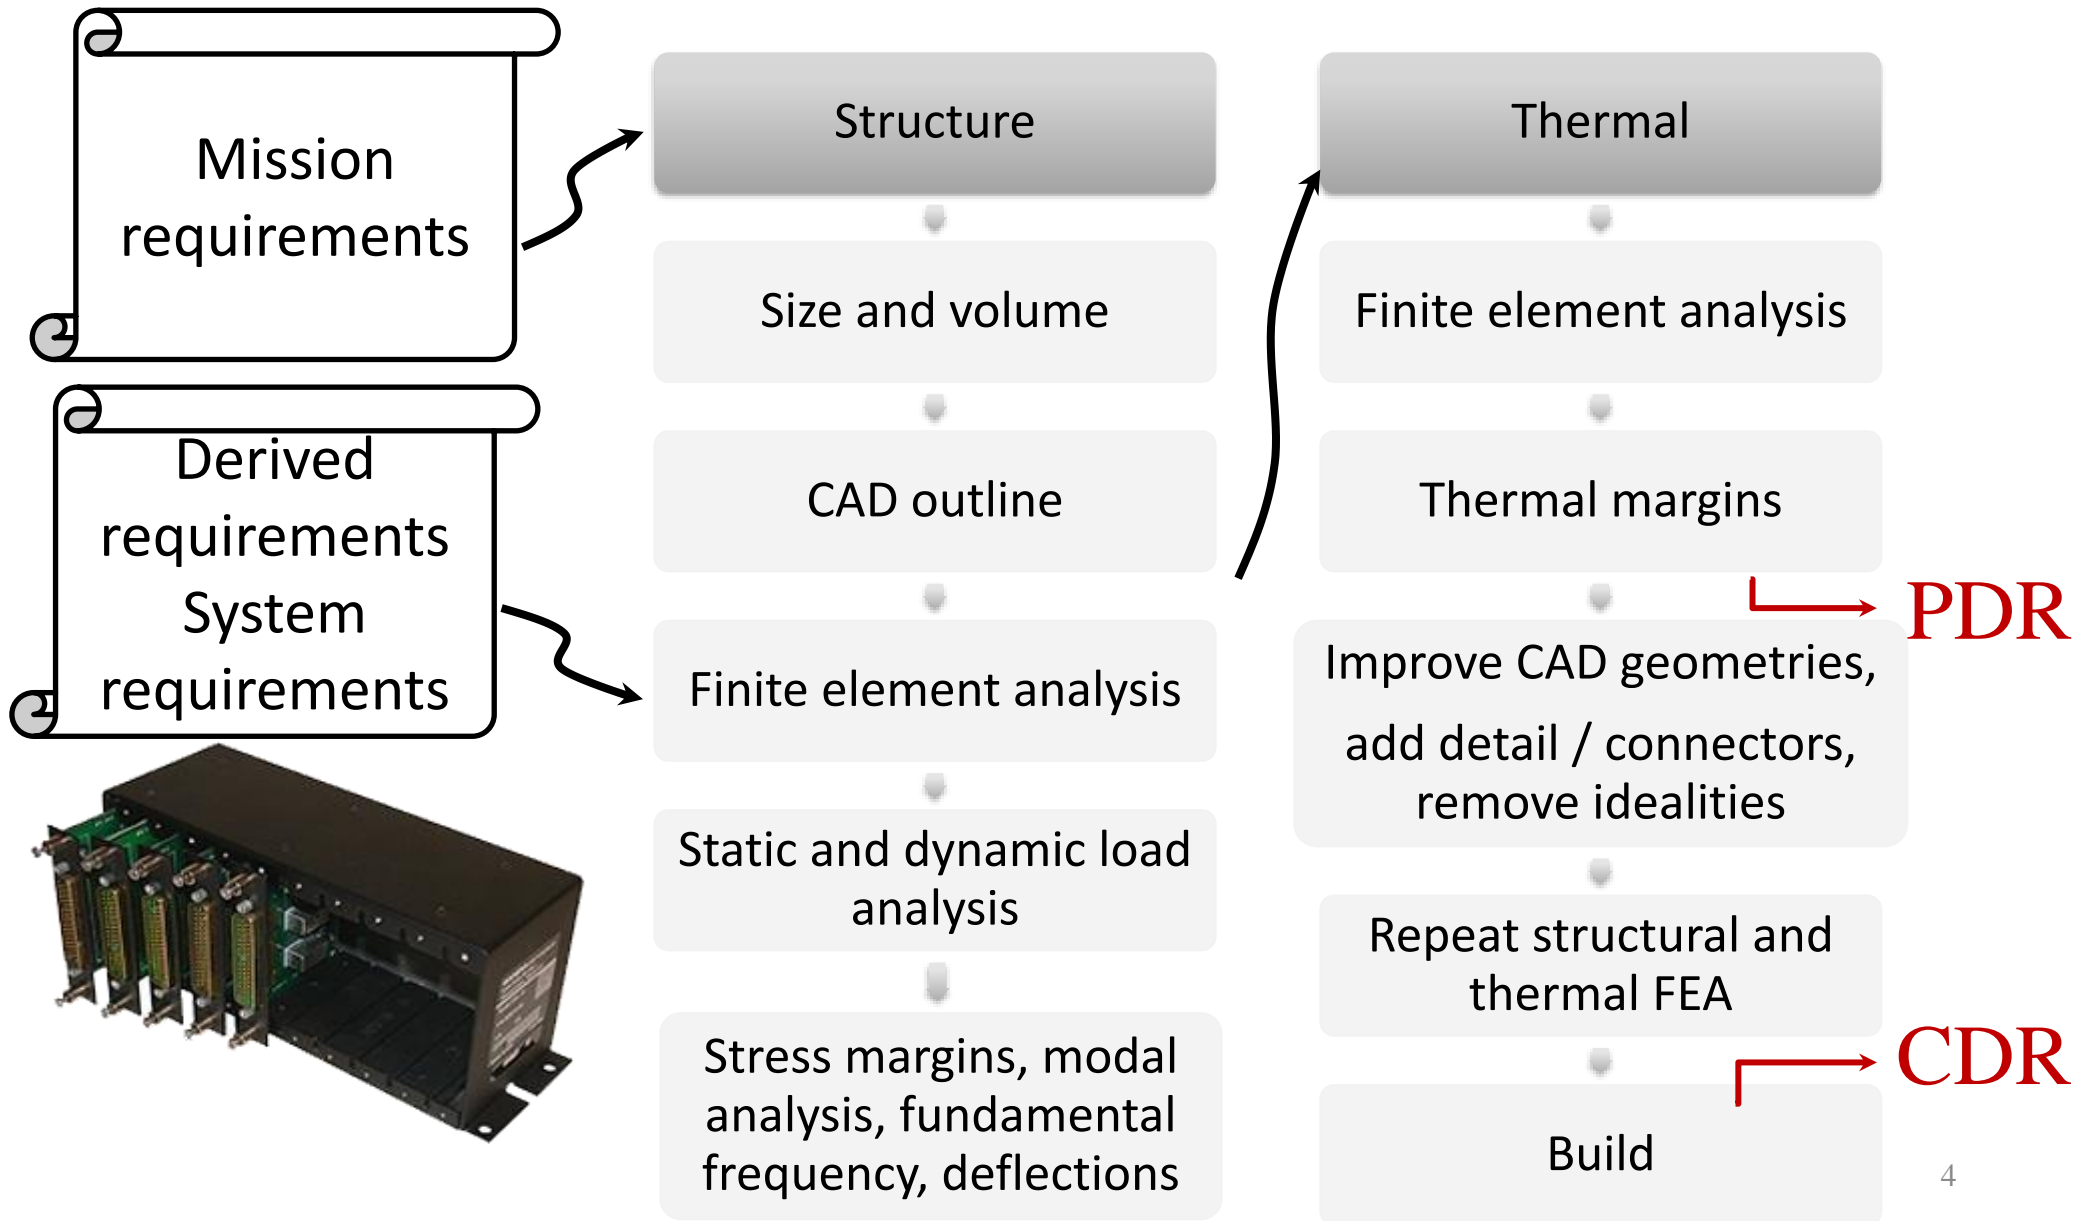 Mission
requirements
Derived
requirements
System
requirements
Structure
Size and volume
CAD outline
Finite element analysis
Static and dynamic load
analysis
Stress margins, modal
analysis, fundamental
frequency, deflections
Thermal
Finite element analysis
Thermal margins
PDR
Improve CAD geometries,
add detail / connectors,
remove idealities
Repeat structural and
thermal FEA
CDR
Build
4